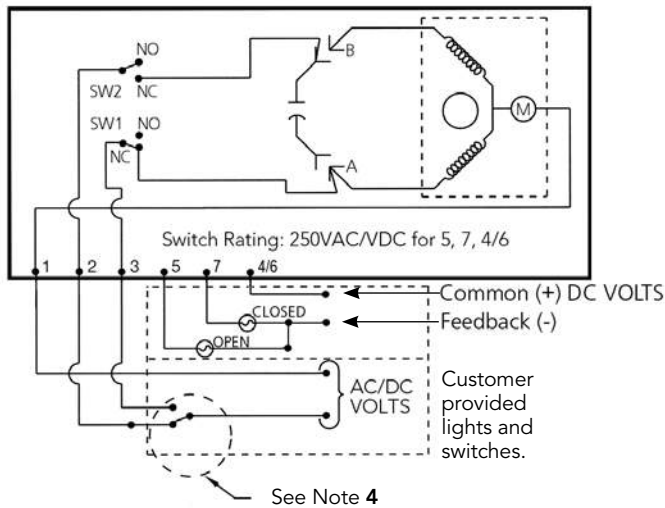 NO
B
SW2 NC
M
SW1 NO
NC
A
Switch Rating: 250VAC/VDC for 5, 7, 4/6
1 2 3 5 7 4/6
Common (+) DC VOLTS
CLOSED
Feedback (-)
OPEN
AC/DC
VOLTS
Customer
provided
lights and
switches.
See Note 4